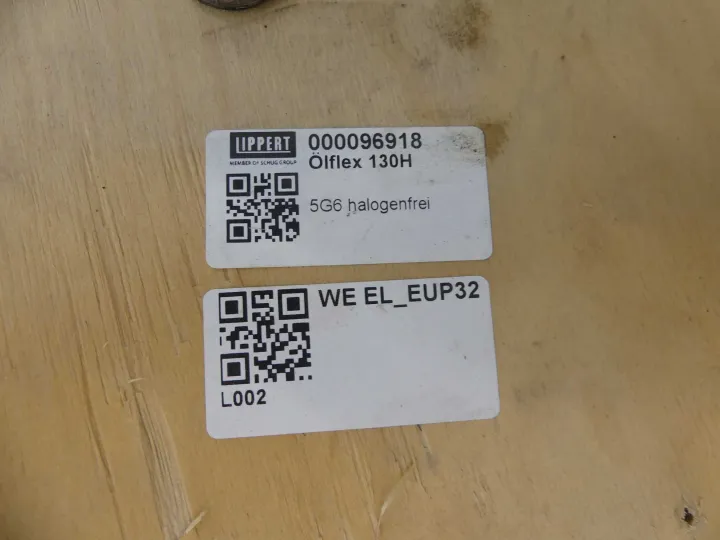 LIPPERT
MEMBER OF SCHUG GROUP
000096918
Ölflex 130H
5G6 halogenfrei
WE EL_EUP32
L002